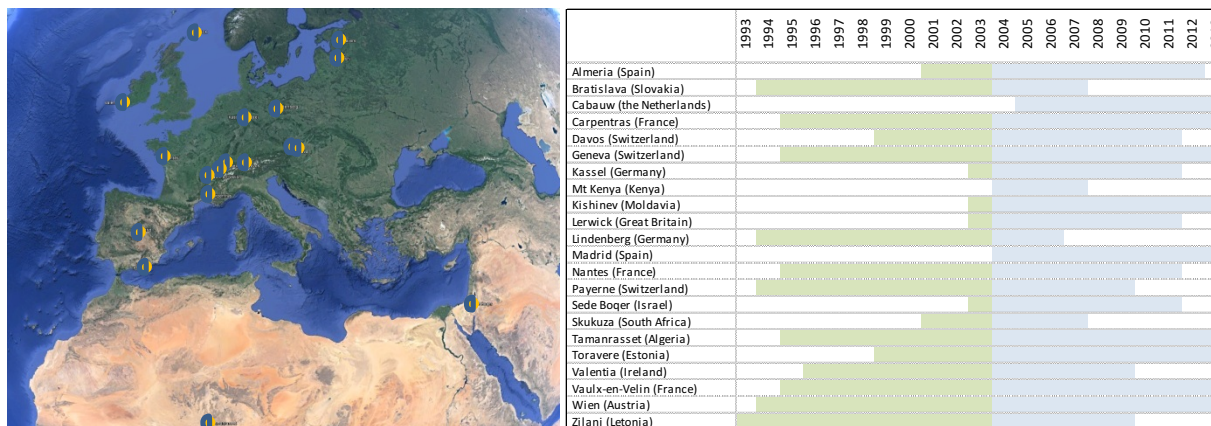 1993 1994 1995 1996 1997 1998 1999 2000 2001 2002 2003 2004 2005 2006 2007 2008 2009 2010 2011 2012
Almeria (Spain)
Bratislava (Slovakia)
Cabauw (the Netherlands)
Carpentras (France)
Davos (Switzerland)
Geneva (Switzerland)
Kassel (Germany)
Mt Kenya (Kenya)
Kishinev (Moldavia)
Lerwick (Great Britain)
Lindenberg (Germany)
Madrid (Spain)
Nantes (France)
Payerne (Switzerland)
Sede Boqer (Israel)
Skukuza (South Africa)
Tamanrasset (Algeria)
Toravere (Estonia)
Valentia (Ireland)
Vaulx-en-Velin (France)
Wien (Austria)
Zilani (Letonia)